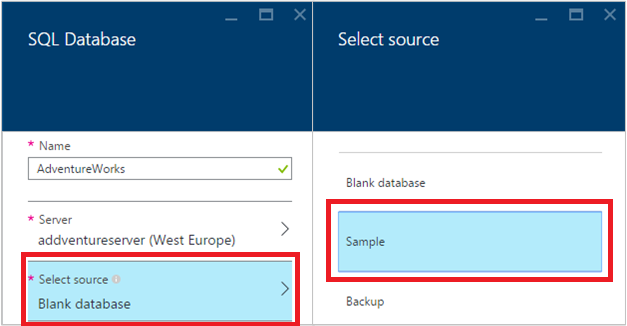 SQL Database
* Name
AdventureWorks
* Server
addventureserver (West Europe)
* Select source
Blank database
Select source
Blank database
Sample
Backup